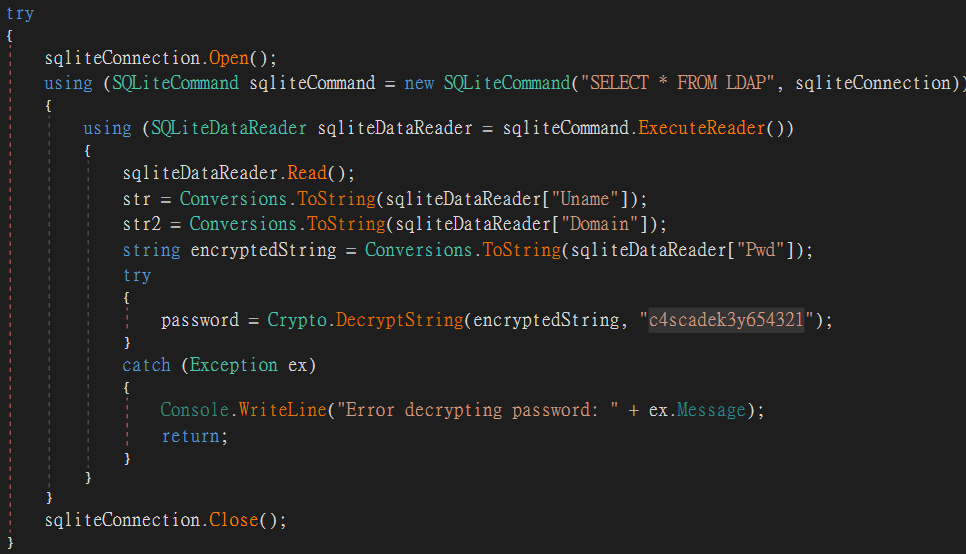 try
{
sqliteConnection.Open();
using (SQLiteCommand sqliteCommand = new SQLiteCommand("SELECT * FROM LDAP", sqliteConnection))
{
using (SQLiteDataReader sqliteDataReader = sqliteCommand.ExecuteReader())
{
sqliteDataReader.Read();
str = Conversions.ToString(sqliteDataReader["Uname"]);
str2 = Conversions.ToString(sqliteDataReader["Domain"]);
string encryptedString = Conversions.ToString(sqliteDataReader["Pwd"]);
try
{
password = Crypto.DecryptString(encryptedString, "c4scadek3y654321");
}
catch (Exception ex)
{
Console.WriteLine("Error decrypting password: " + ex.Message);
return;
}
}
}
sqliteConnection.Close();
}